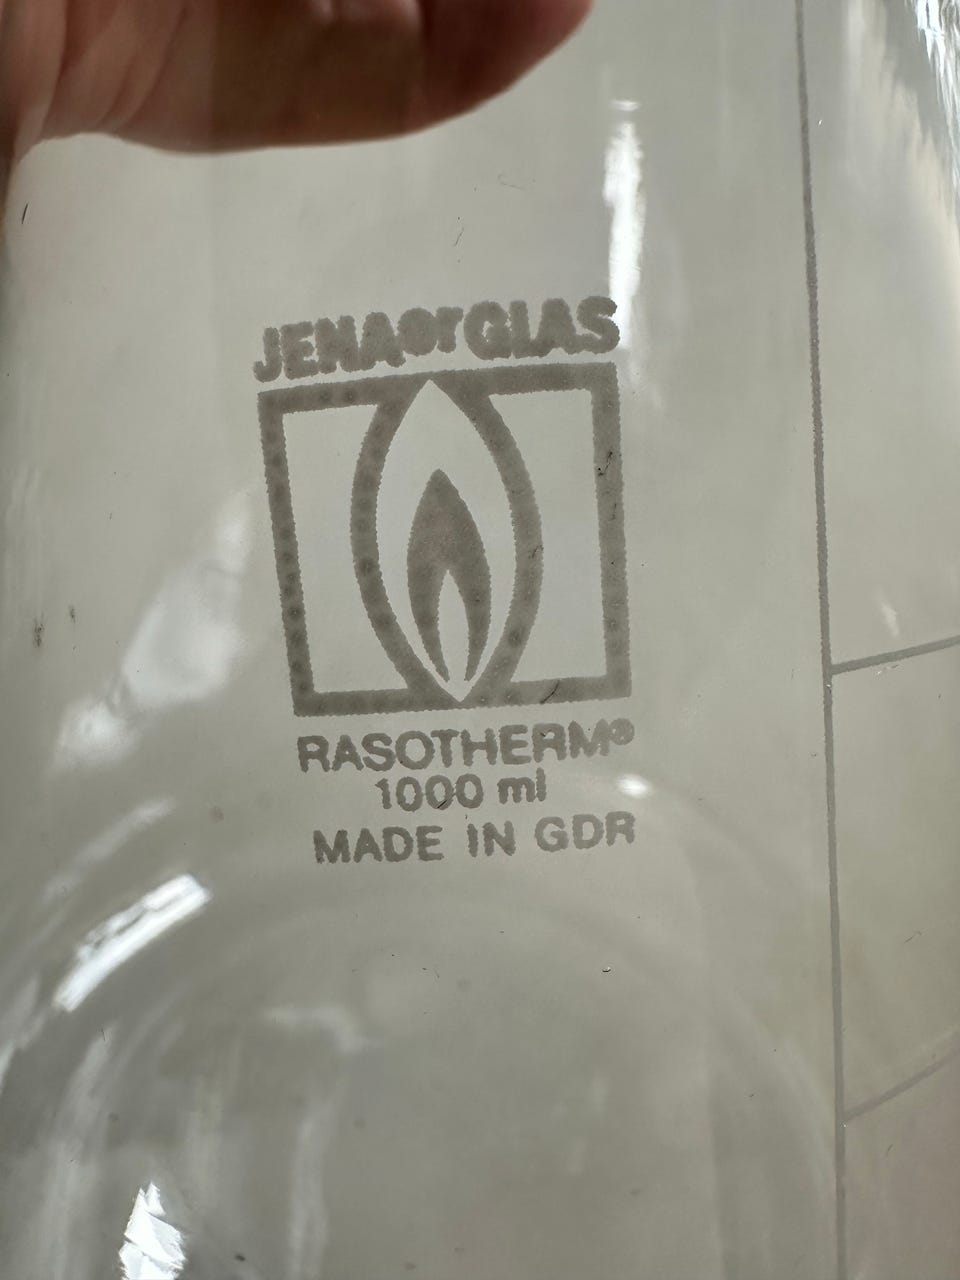 JENAer GLAS
RASOTHERM®
1000 ml
MADE IN GDR